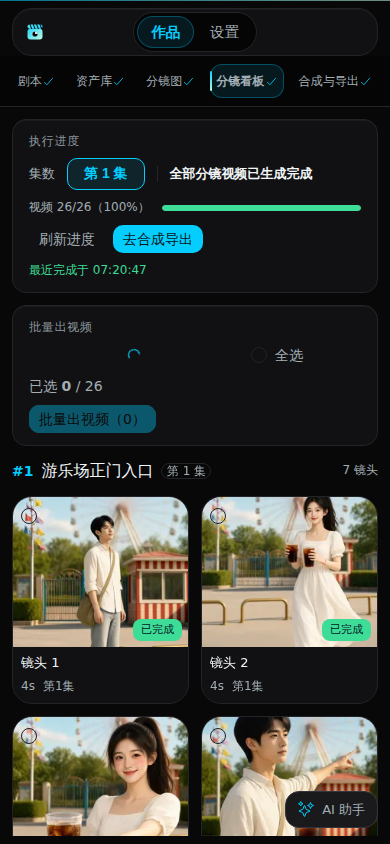 作品 设置
剧本 资产库 分镜图 分镜看板 合成与导出
执行进度
集数 第 1 集 全部分镜视频已生成完成
视频 26/26（100%）
刷新进度 去合成导出
最近完成于 07:20:47
批量出视频
全选
已选 0 / 26
批量出视频（0）
#1 游乐场正门入口 第 1 集 7 镜头
已完成 已完成
镜头 1 镜头 2
4s 第1集 4s 第1集
AI 助手